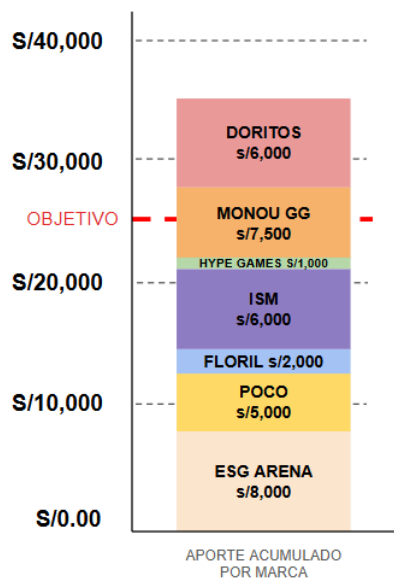 S/40,000
DORITOS
s/6,000
S/30,000
OBJETIVO
MONOU GG
s/7,500
HYPE GAMES S/1,000
S/20,000
ISM
s/6,000
FLORIL s/2,000
POCO
s/5,000
S/10,000
ESG ARENA
s/8,000
S/0.00
APORTE ACUMULADO
POR MARCA